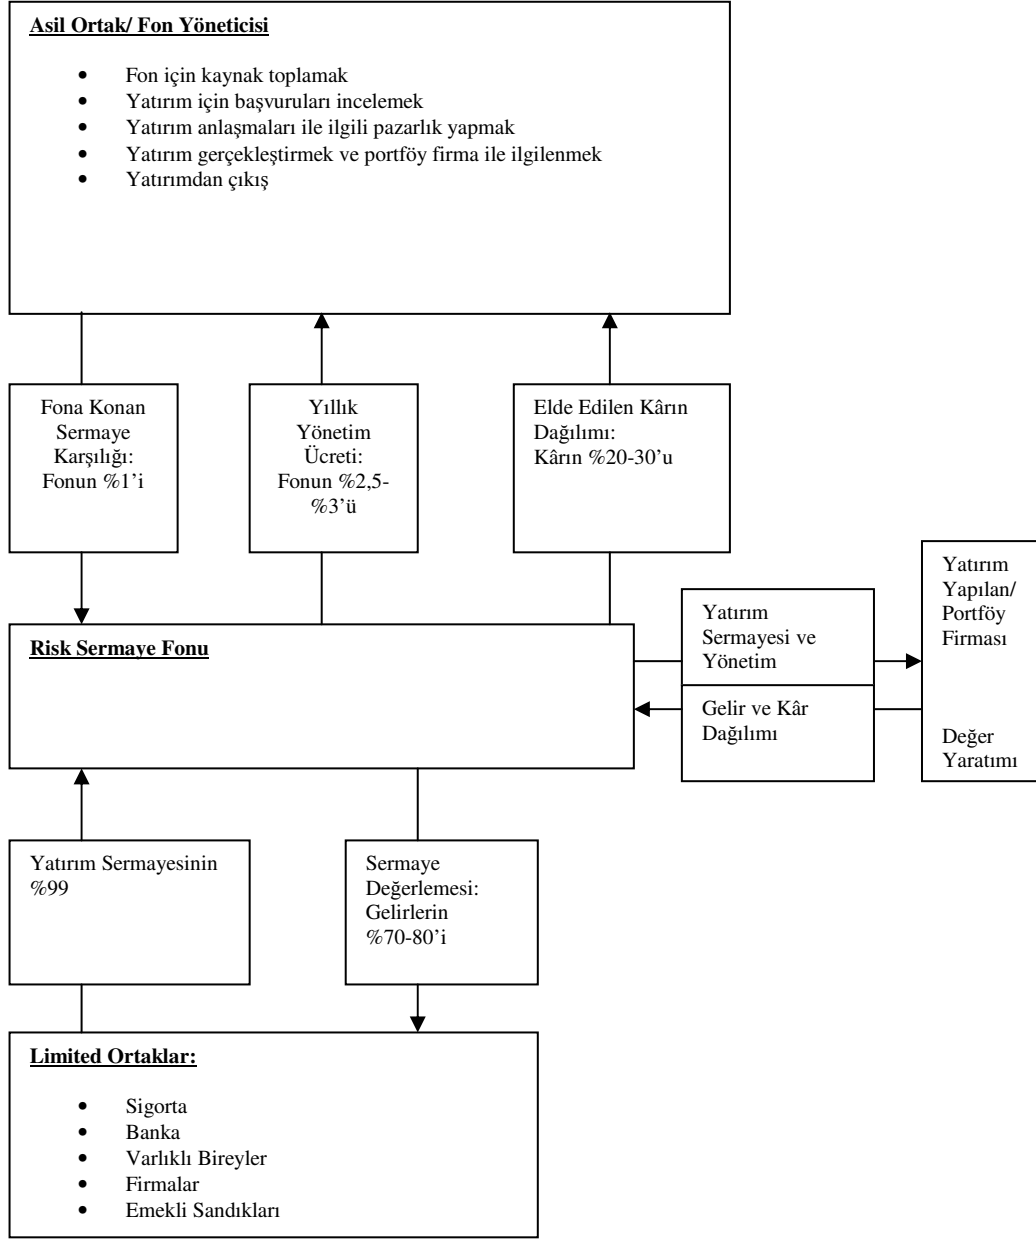 Asil Ortak/ Fon Yöneticisi
• Fon için kaynak toplamak
• Yatırım için başvuruları incelemek
• Yatırım anlaşmaları ile ilgili pazarlık yapmak
• Yatırım gerçekleştirmek ve portföy firma ile ilgilenmek
• Yatırımdan çıkış
Fona Konan
Sermaye
Karşılığı:
Fonun %1’i
Yıllık
Yönetim
Ücreti:
Fonun %2,5-
%3’ü
Elde Edilen Kârın
Dağılımı:
Kârın %20-30’u
Risk Sermaye Fonu
Yatırım
Sermayesi ve
Yönetim
Gelir ve Kâr
Dağılımı
Yatırım
Yapılan/
Portföy
Firması
Değer
Yaratımı
Yatırım Sermayesinin
%99
Sermaye
Değerlemesi:
Gelirlerin
%70-80’i
Limited Ortaklar:
• Sigorta
• Banka
• Varlıklı Bireyler
• Firmalar
• Emekli Sandıkları